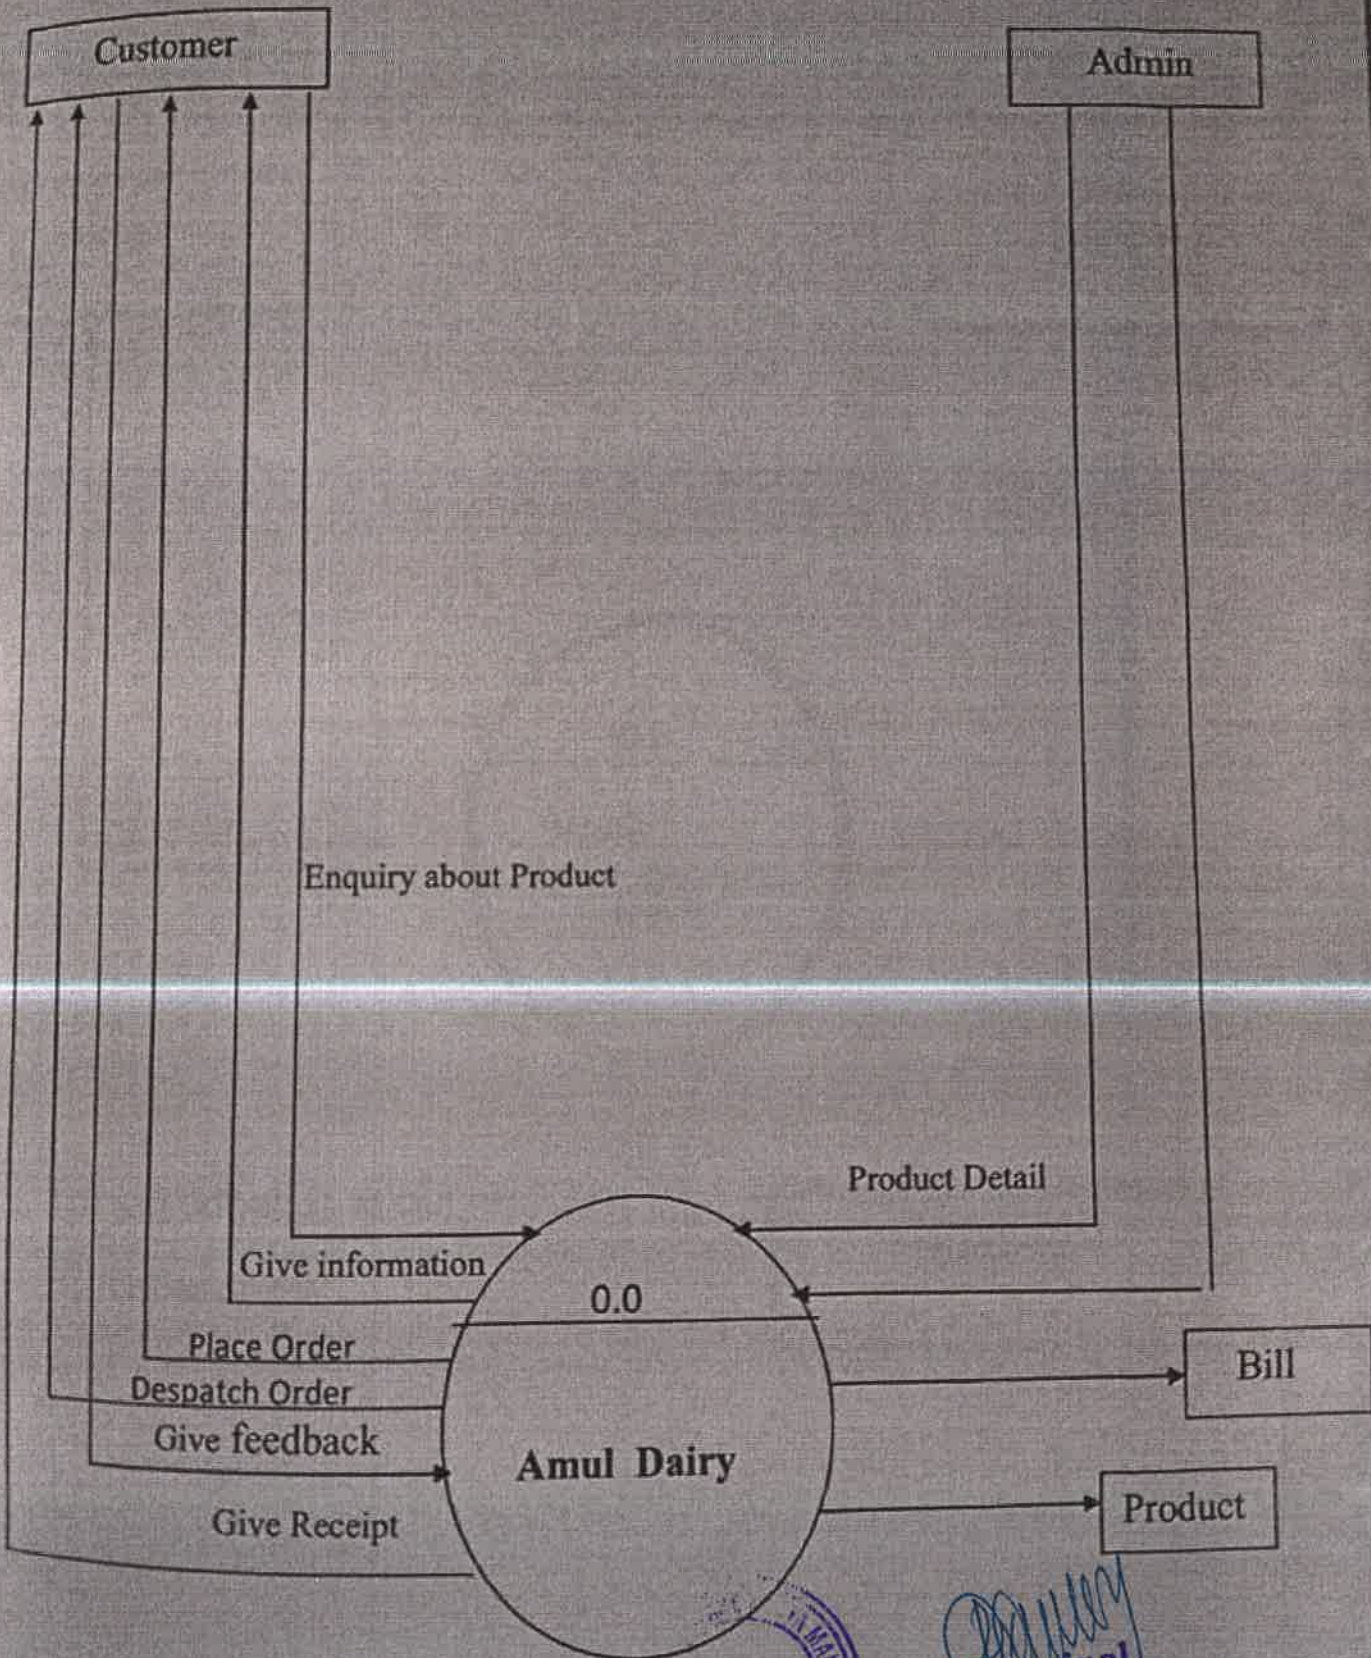 Customer
Admin
Enquiry about Product
Product Detail
Give information
0.0
Place Order
Despatch Order
Bill
Give feedback
Amul Dairy
Product
Give Receipt